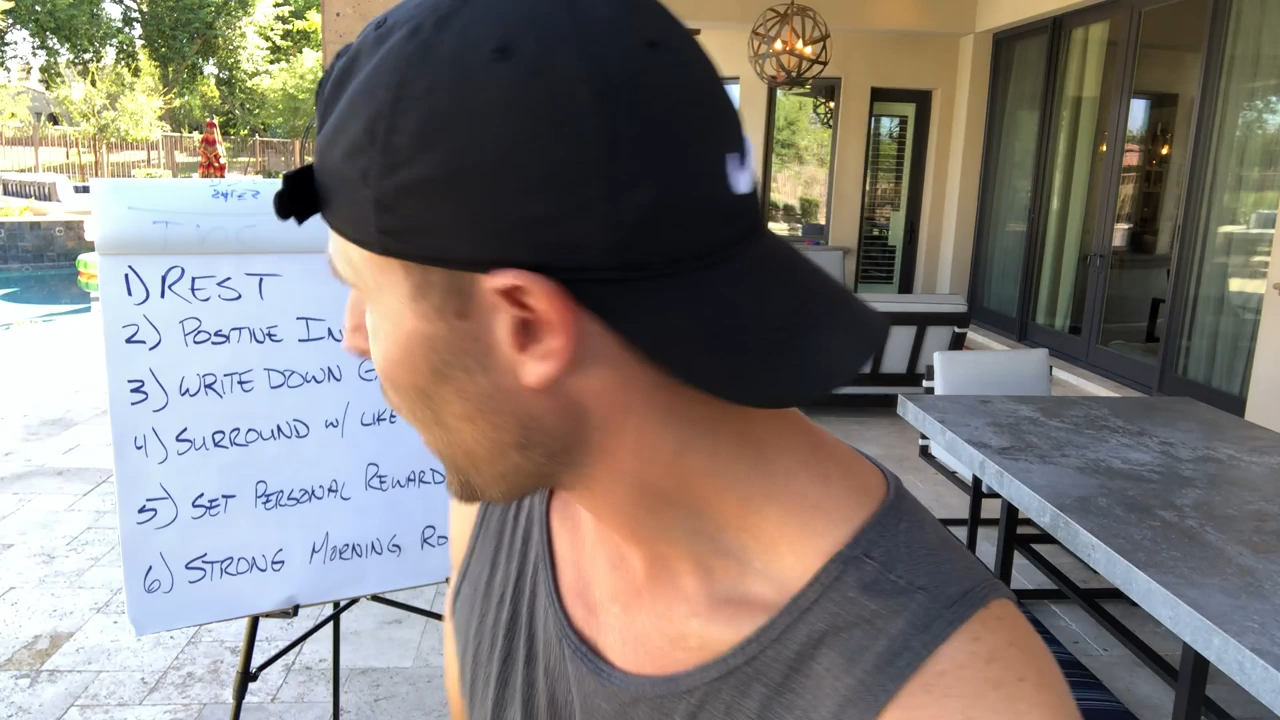 1) REST
2) POSITIVE IN
3) WRITE DOWN
4) SURROUND W/ LIKE
5) SET PERSONAL REWARD
6) STRONG MORNING RO